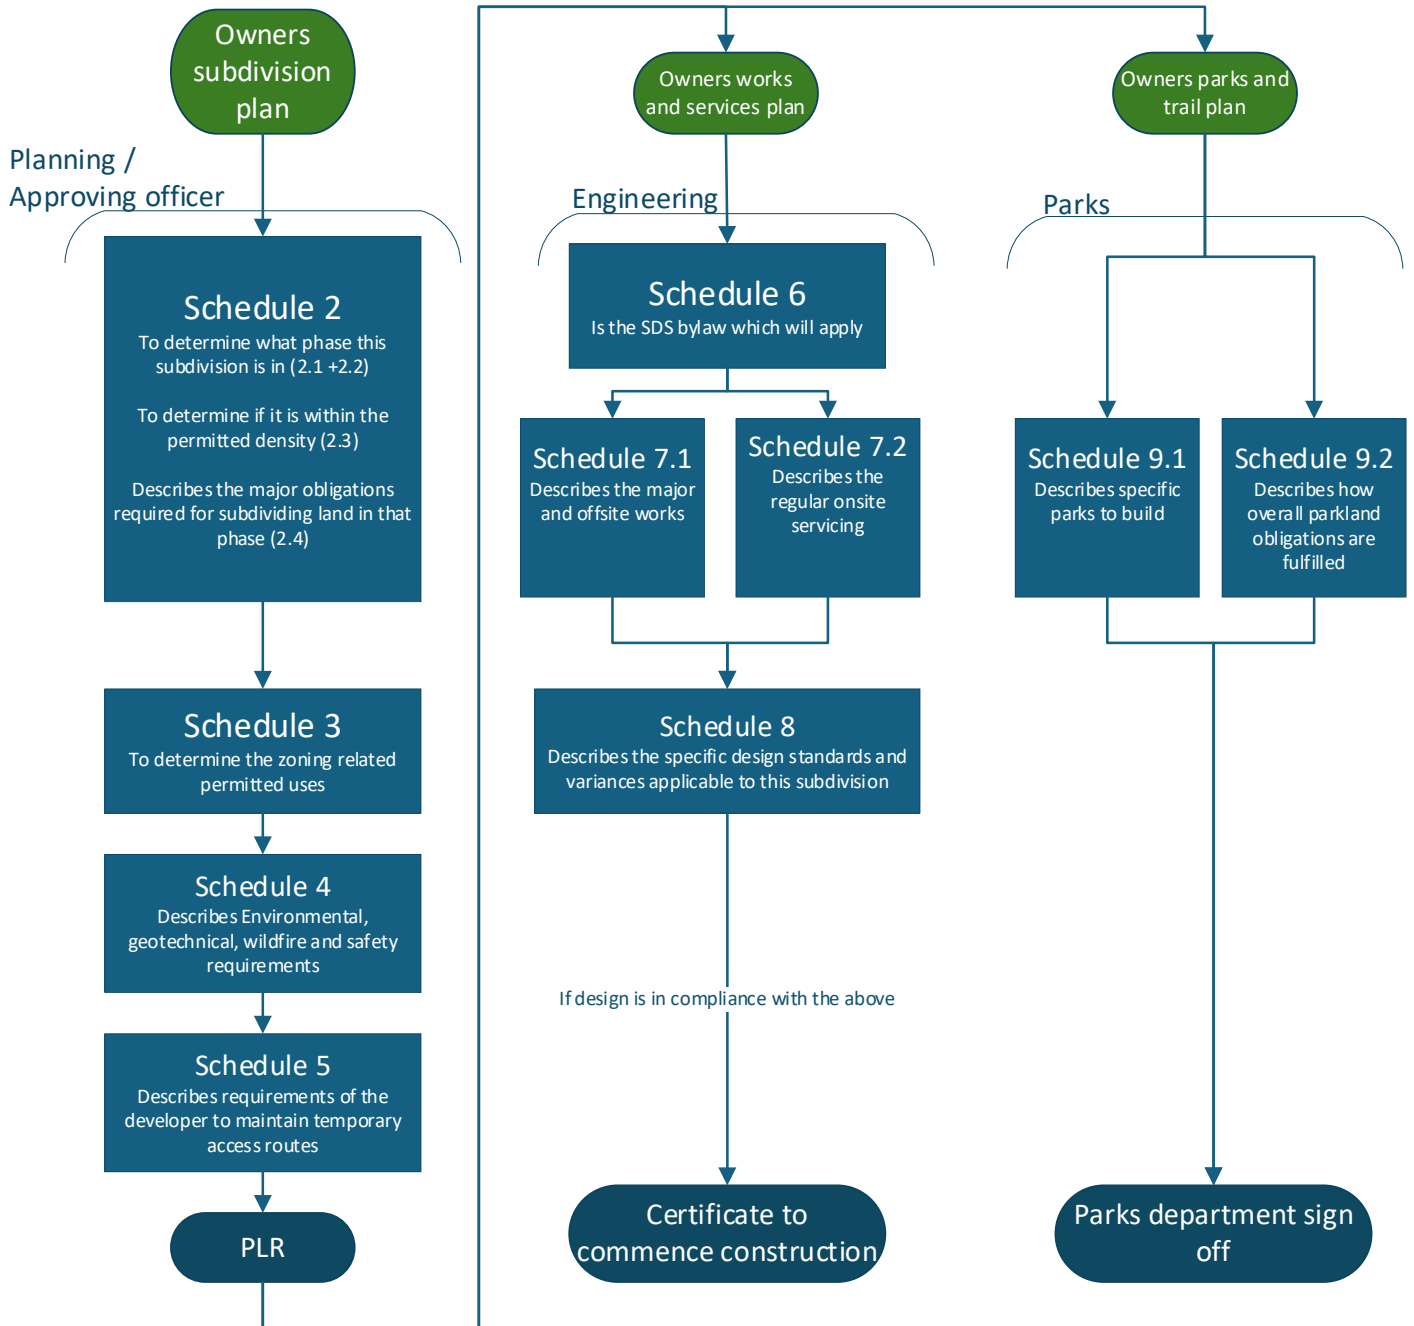 Owners
subdivision
plan
Planning /
Approving officer
Schedule 2
To determine what phase this
subdivision is in (2.1 +2.2)
To determine if it is within the
permitted density (2.3)
Describes the major obligations
required for subdividing land in that
phase (2.4)
Schedule 3
To determine the zoning related
permitted uses
Schedule 4
Describes Environmental,
geotechnical, wildfire and safety
requirements
Schedule 5
Describes requirements of the
developer to maintain temporary
access routes
PLR
Owners works
and services plan
Engineering
Schedule 6
Is the SDS bylaw which will apply
Schedule 7.1
Describes the major
and offsite works
Schedule 7.2
Describes the
regular onsite
servicing
Schedule 8
Describes the specific design standards and
variances applicable to this subdivision
If design is in compliance with the above
Certificate to
commence construction
Owners parks and
trail plan
Parks
Schedule 9.1
Describes specific
parks to build
Schedule 9.2
Describes how
overall parkland
obligations are
fulfilled
Parks department sign
off